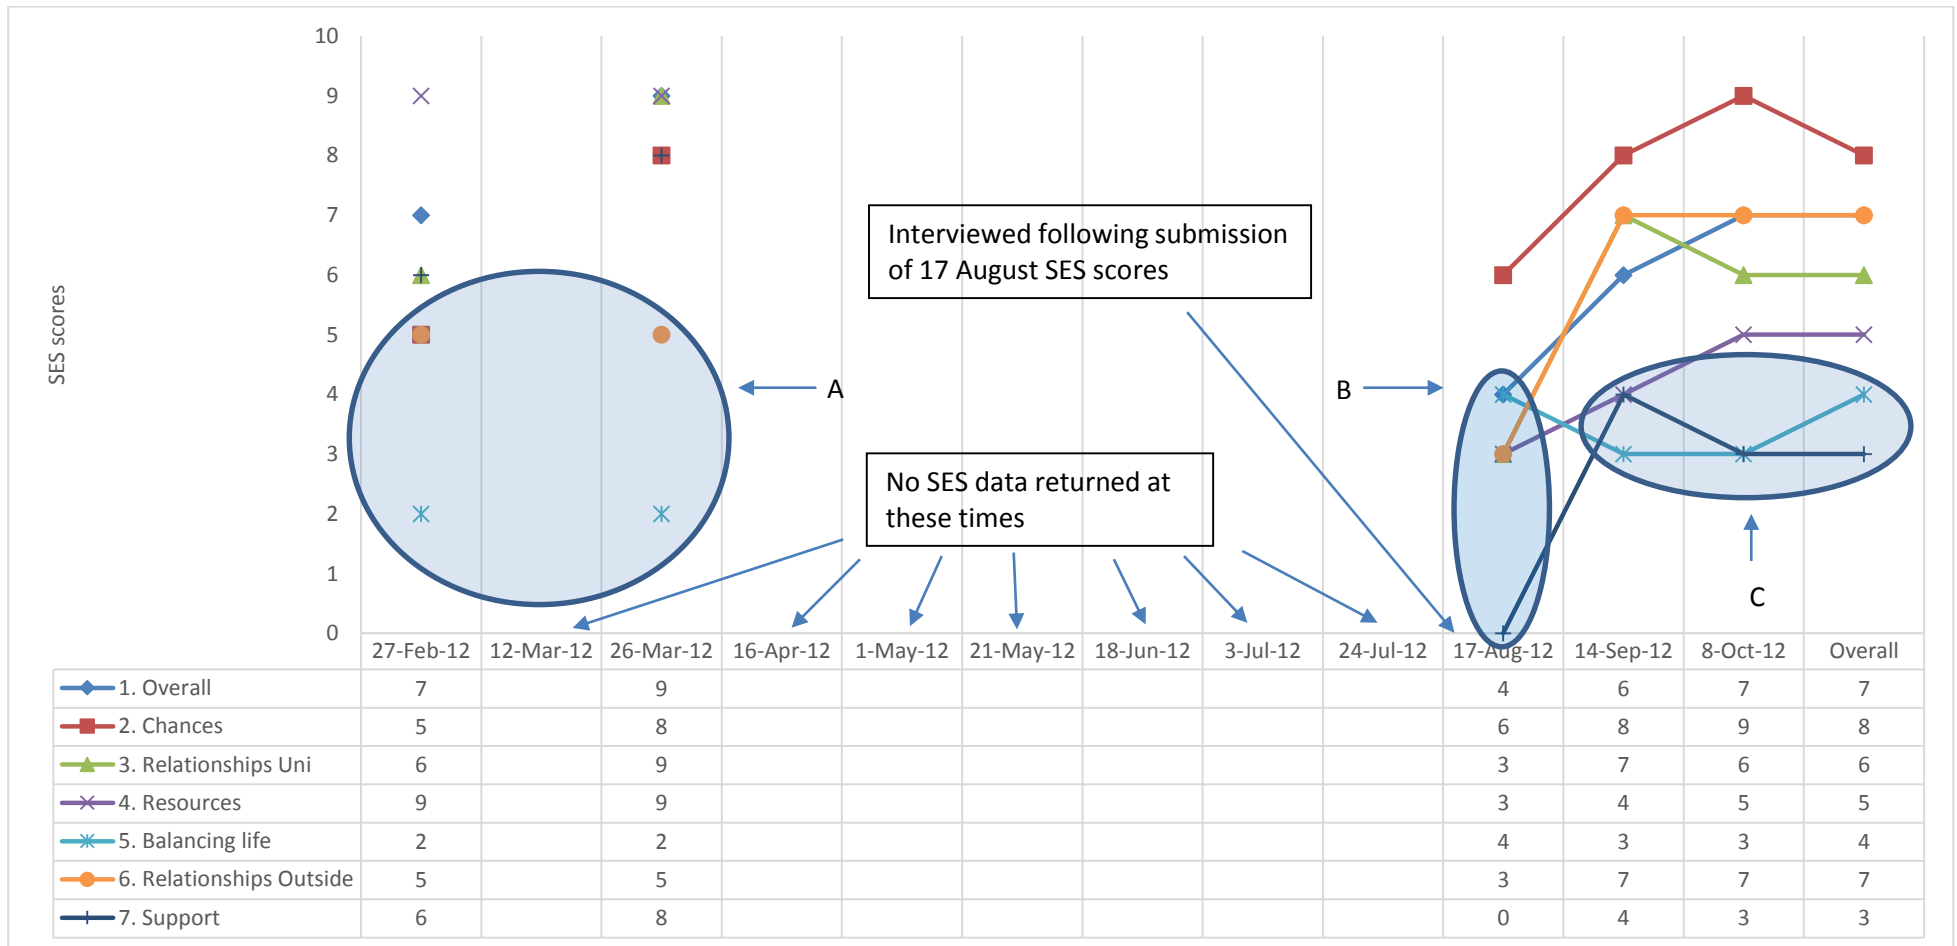 10
9
8
7
6
5
4
3
2
1
0
SES scores
Interviewed following submission
of 17 August SES scores
A
B
No SES data returned at
these times
C
27-Feb-12 12-Mar-12 26-Mar-12 16-Apr-12 1-May-12 21-May-12 18-Jun-12 3-Jul-12 24-Jul-12 17-Aug-12 14-Sep-12 8-Oct-12 Overall
1. Overall 7 9 4 6 7 7
2. Chances 5 8 6 8 9 8
3. Relationships Uni 6 9 3 7 6 6
4. Resources 9 9 3 4 5 5
5. Balancing life 2 2 4 3 3 4
6. Relationships Outside 5 5 3 7 7 7
7. Support 6 8 0 4 3 3